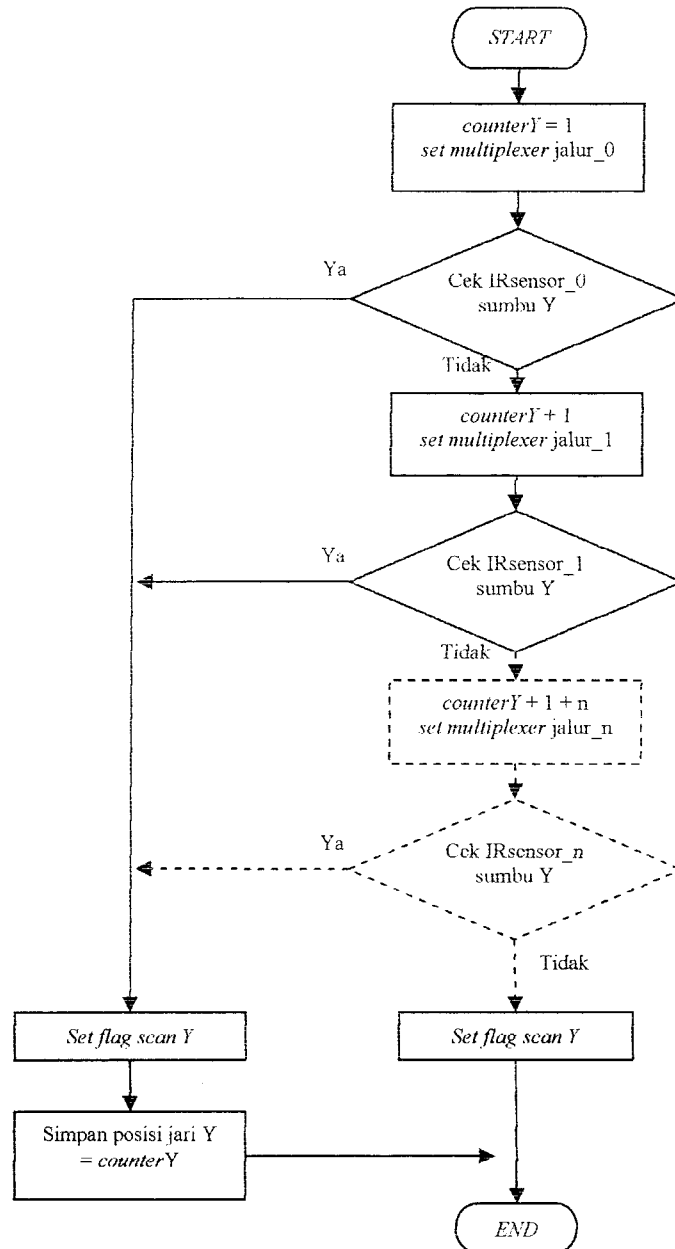 START
counterY = 1
set multiplexer jalur_0
Ya
Cek IRsensor_0
sumbu Y
Tidak
counterY + 1
set multiplexer jalur_1
Ya
Cek IRsensor_1
sumbu Y
Tidak
counterY + 1 + n
set multiplexer jalur_n
Ya
Cek IRsensor_n
sumbu Y
Tidak
Set flag scan Y
Set flag scan Y
Simpan posisi jari Y
= counterY
END